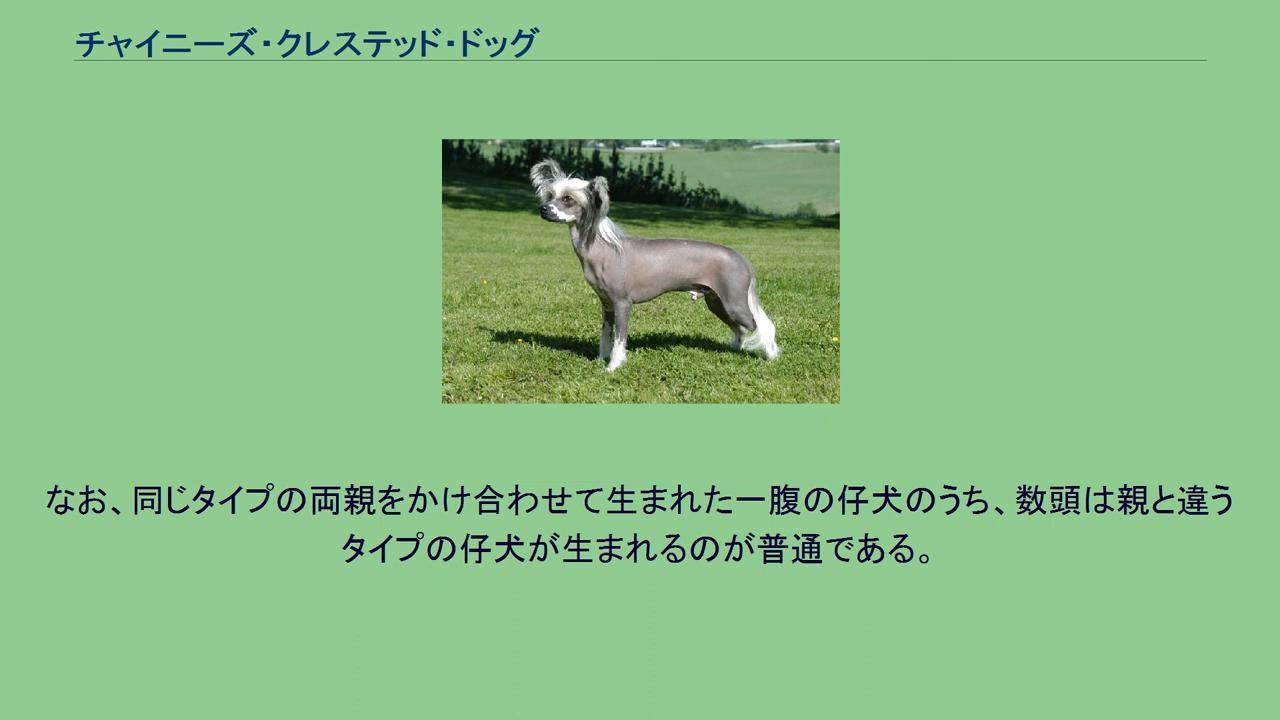 チャイニーズ・クレステッド・ドッグ
なお、同じタイプの両親をかけ合わせて生まれた一腹の仔犬のうち、数頭は親と違う
タイプの仔犬が生まれるのが普通である。